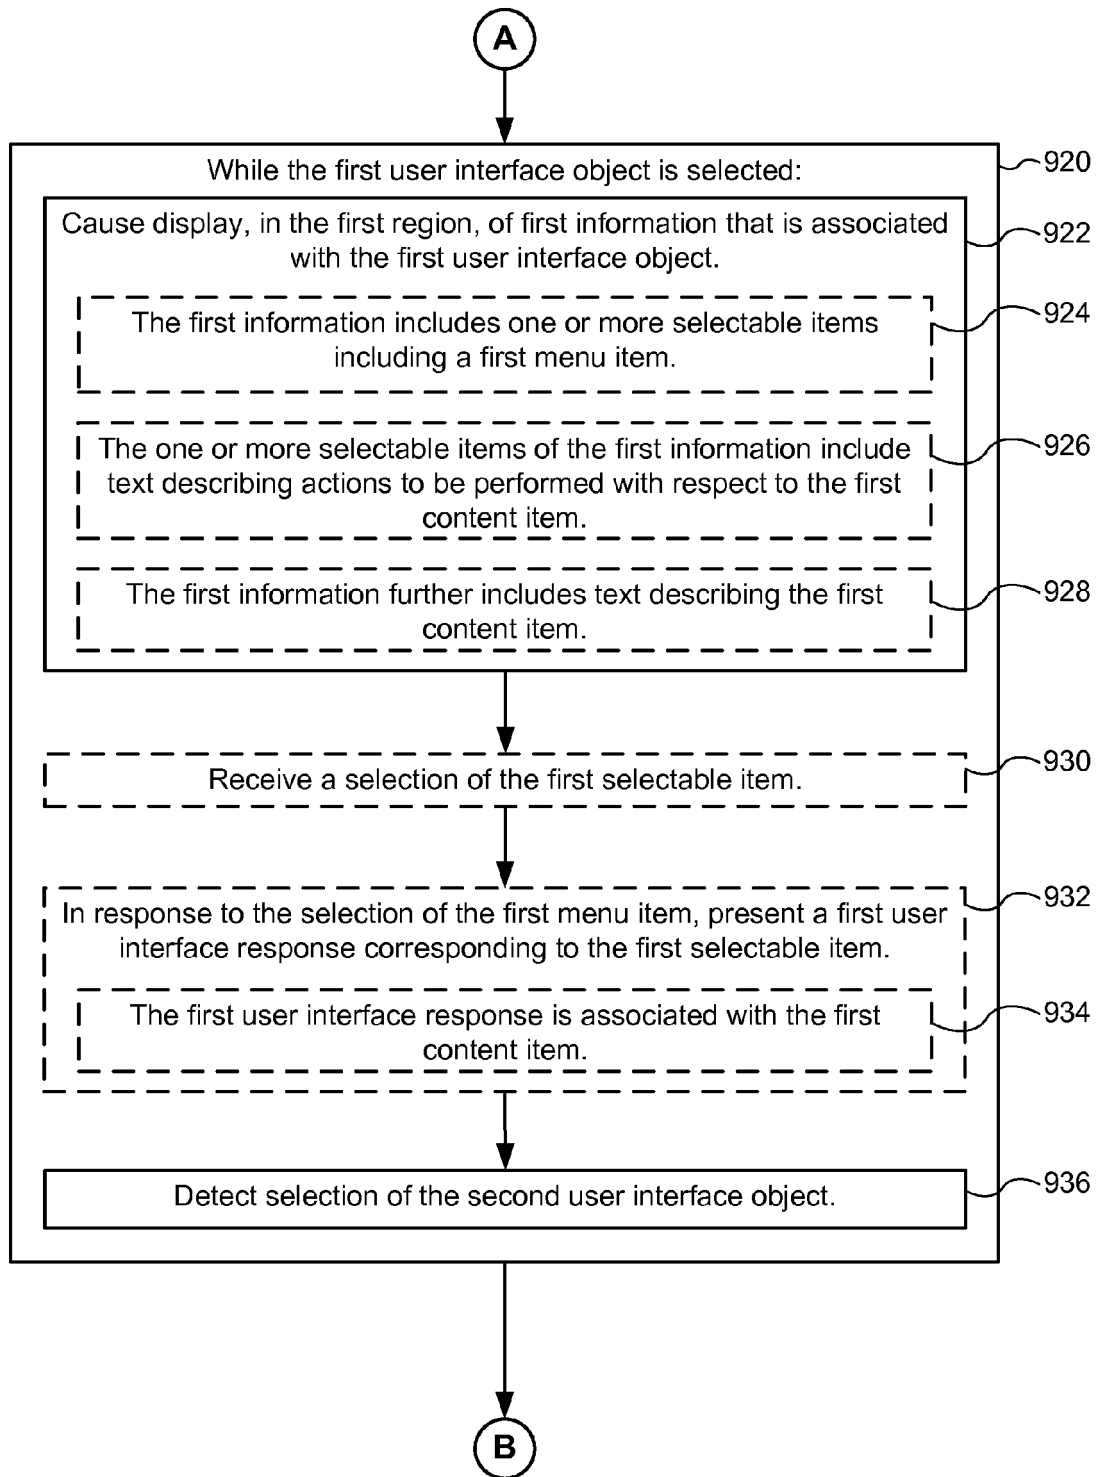 A
While the first user interface object is selected:
920
Cause display, in the first region, of first information that is associated
with the first user interface object.
922
The first information includes one or more selectable items
including a first menu item.
924
The one or more selectable items of the first information include
text describing actions to be performed with respect to the first
content item.
926
The first information further includes text describing the first
content item.
928
Receive a selection of the first selectable item.
930
In response to the selection of the first menu item, present a first user
interface response corresponding to the first selectable item.
932
The first user interface response is associated with the first
content item.
934
Detect selection of the second user interface object.
936
B